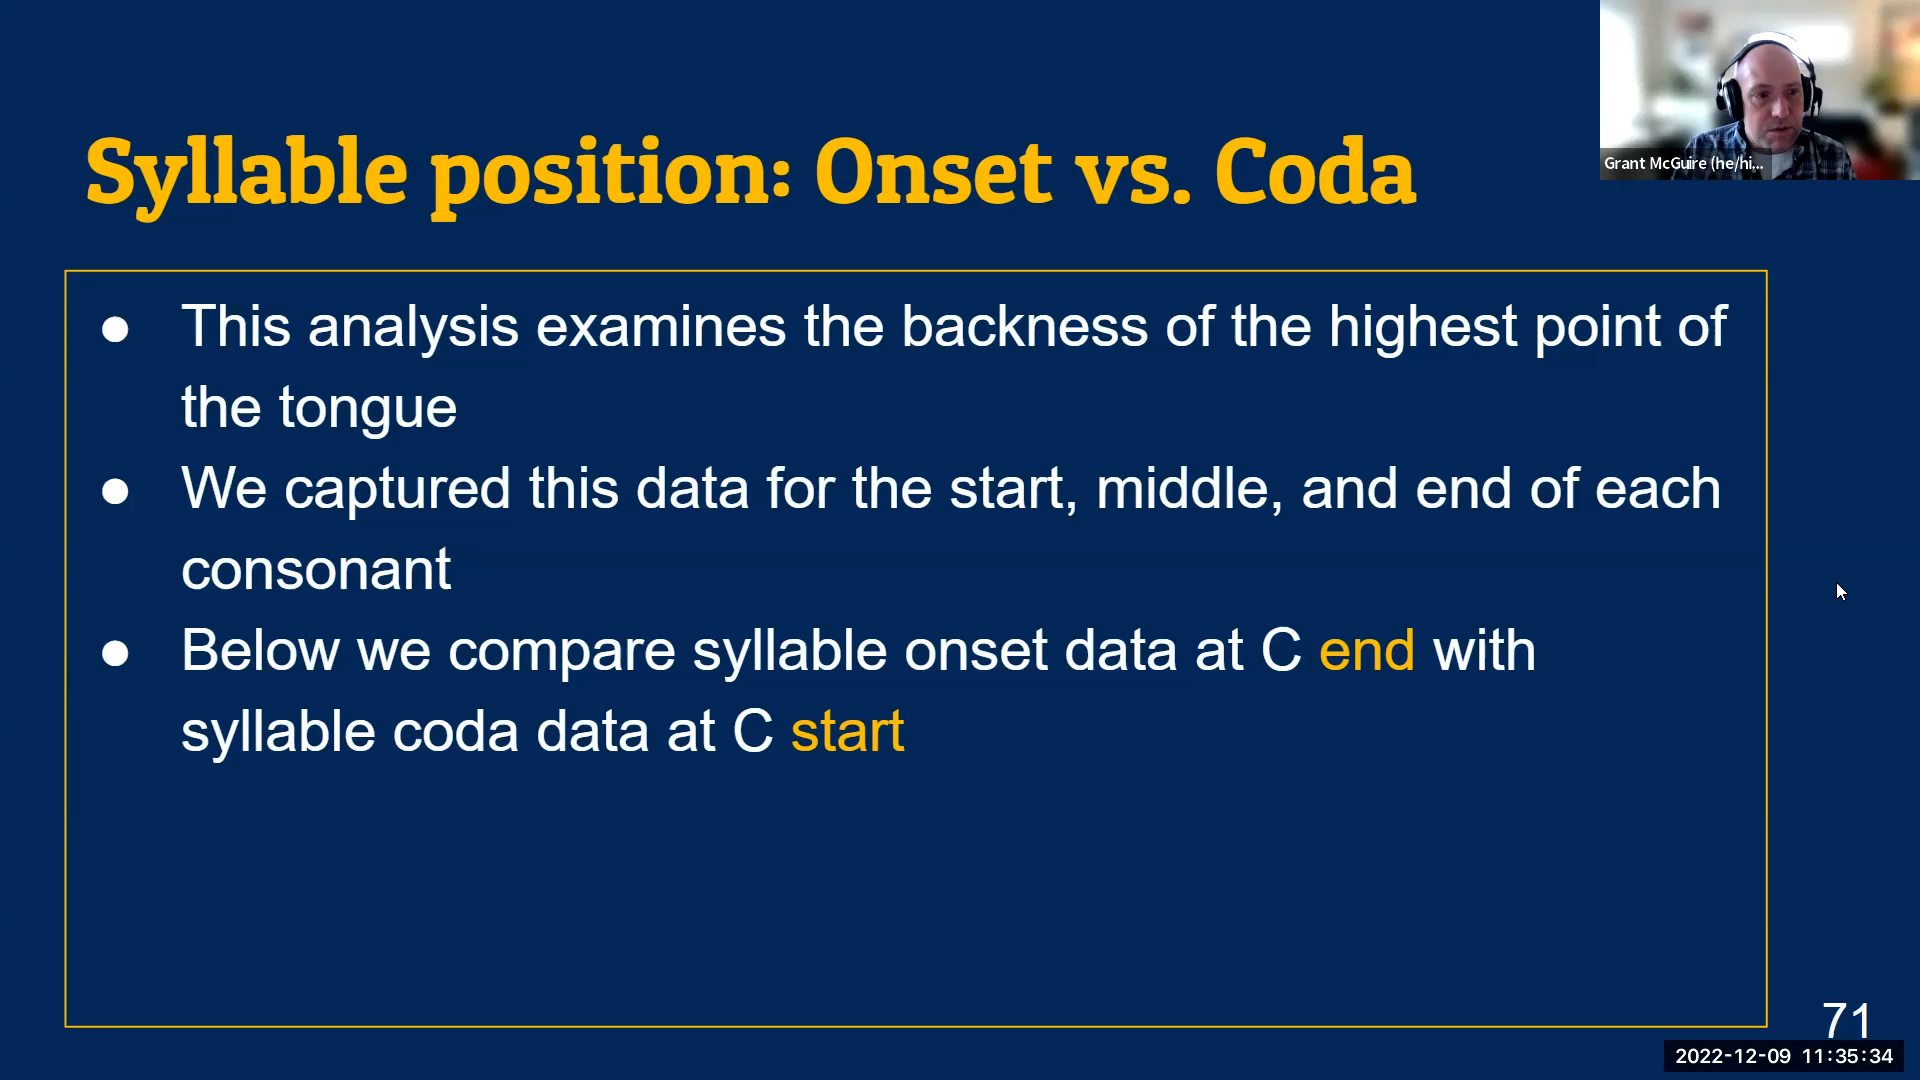 Grant McGuire (he/hi...
Syllable position: Onset vs. Coda
● This analysis examines the backness of the highest point of
the tongue
● We captured this data for the start, middle, and end of each
consonant
● Below we compare syllable onset data at C end with
syllable coda data at C start
71
2022-12-09 11:35:34